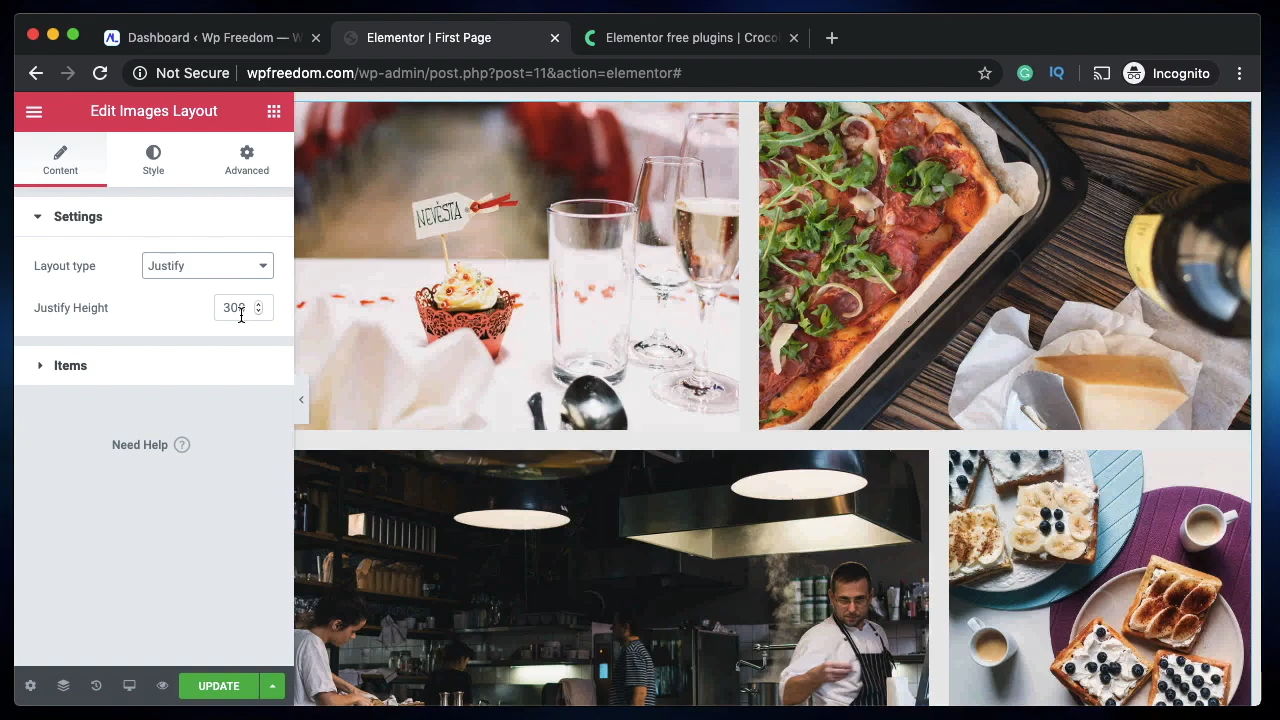 Dashboard ‹ Wp Freedom — W
Elementor | First Page
Elementor free plugins | Croco
Not Secure
wpfreedom.com/wp-admin/post.php?post=11&action=elementor#
IQ
Incognito
Edit Images Layout
Content
Style
Advanced
Settings
Layout type
Justify
Justify Height
300
Items
Need Help ?
UPDATE
NEVĚSTA